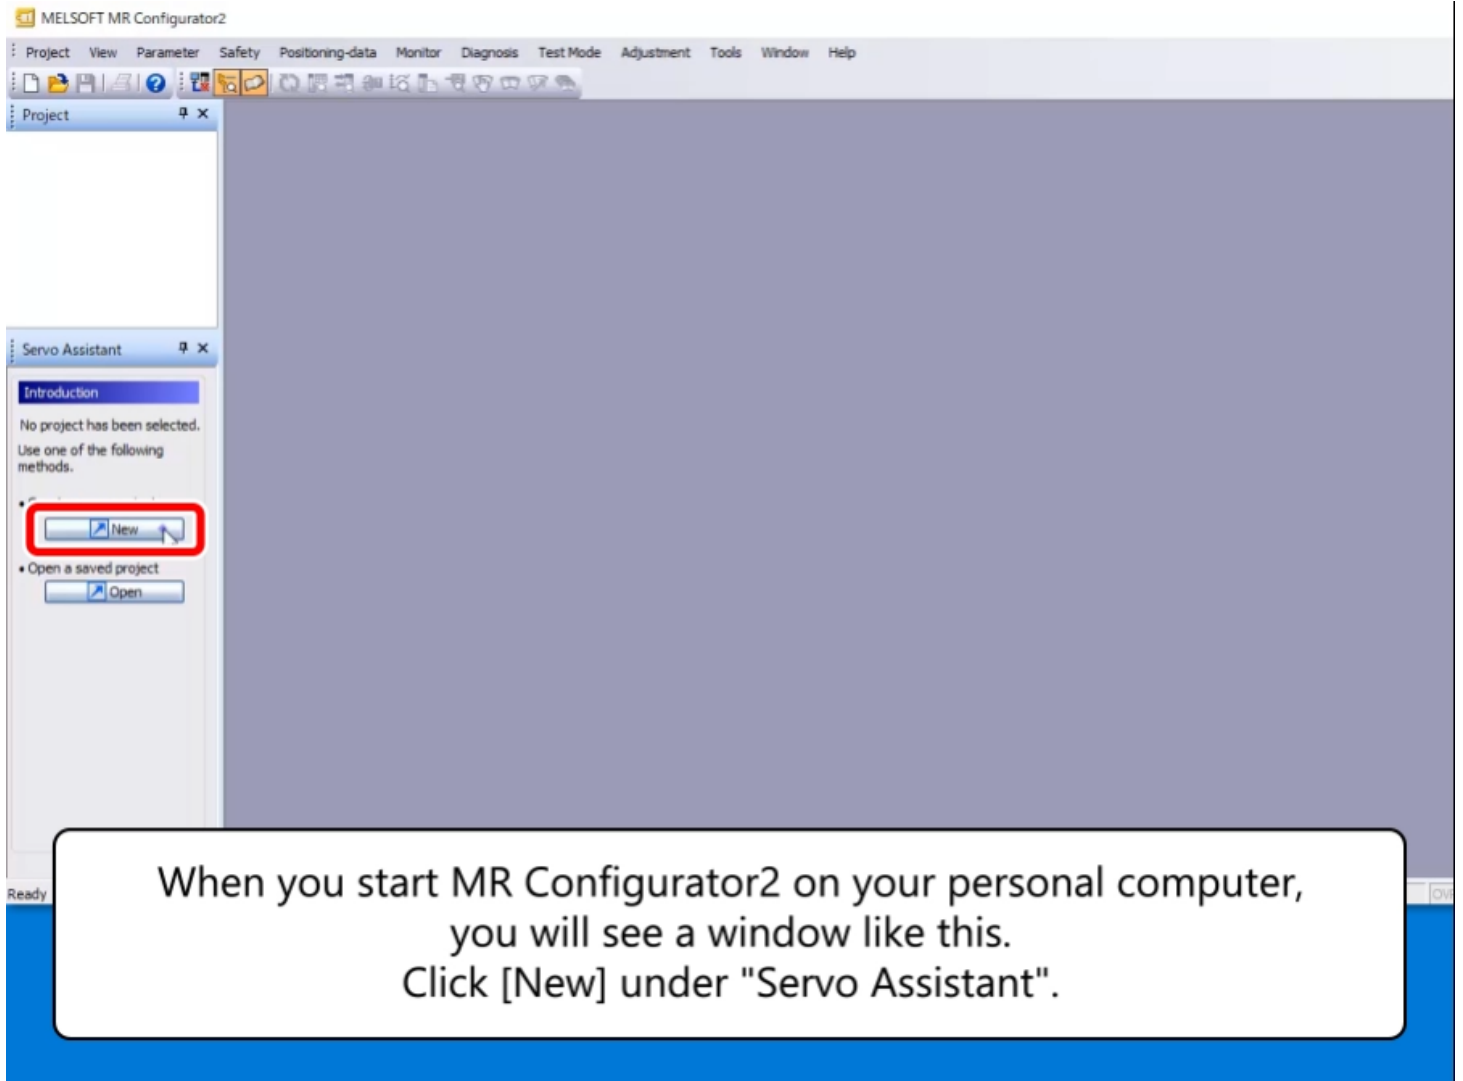 MELSOFT MR Configurator2
Project View Parameter Safety Positioning-data Monitor Diagnosis Test Mode Adjustment Tools Window Help
Project
Servo Assistant
Introduction
No project has been selected.
Use one of the following
methods.
New
• Open a saved project
Open
Ready
When you start MR Configurator2 on your personal computer,
you will see a window like this.
Click [New] under "Servo Assistant".